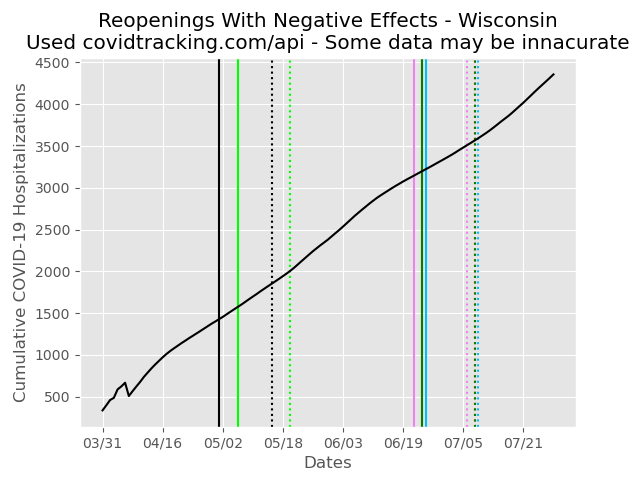 Reopenings With Negative Effects - Wisconsin
Used covidtracking.com/api - Some data may be innacurate
Cumulative COVID-19 Hospitalizations
4500
4000
3500
3000
2500
2000
1500
1000
500
03/31 04/16 05/02 05/18 06/03 06/19 07/05 07/21
Dates